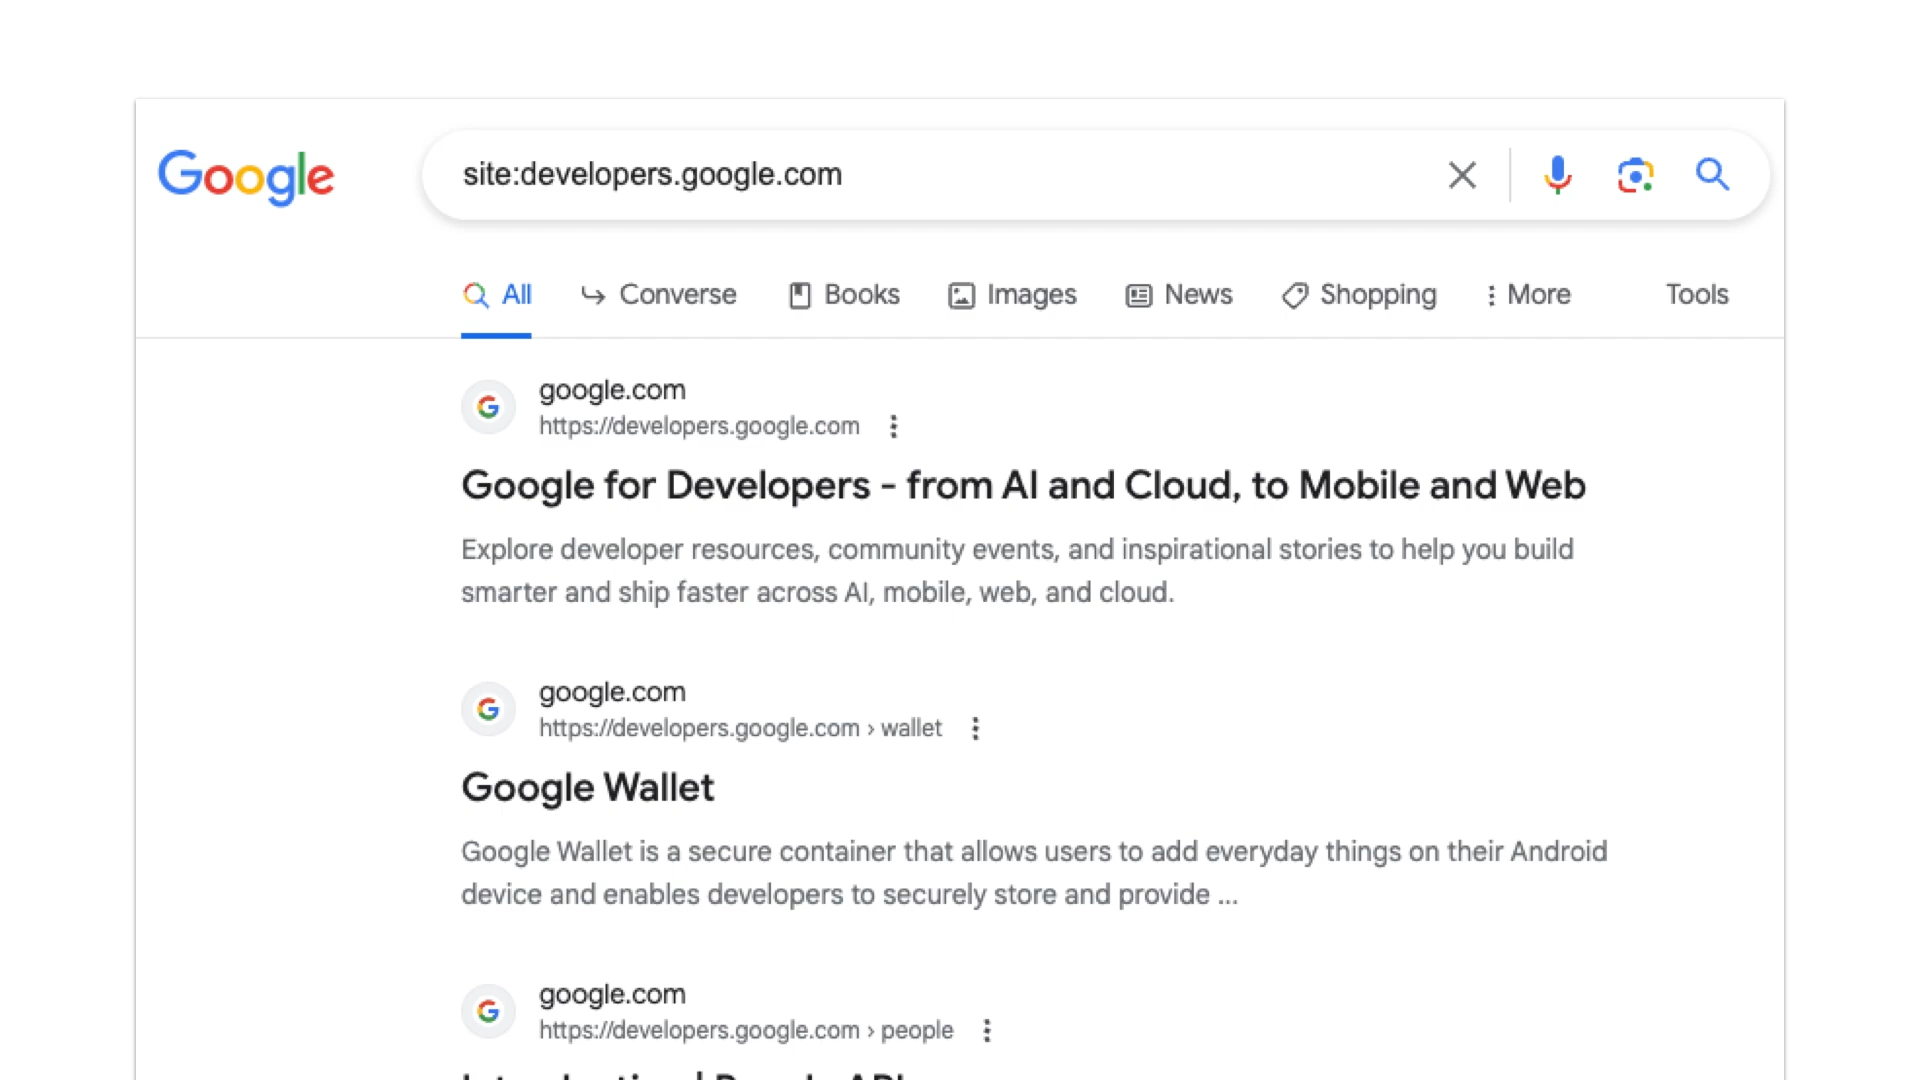 Google
site:developers.google.com
All Converse Books Images News Shopping More Tools
google.com
https://developers.google.com
Google for Developers - from AI and Cloud, to Mobile and Web
Explore developer resources, community events, and inspirational stories to help you build
smarter and ship faster across AI, mobile, web, and cloud.
google.com
https://developers.google.com › wallet
Google Wallet
Google Wallet is a secure container that allows users to add everyday things on their Android
device and enables developers to securely store and provide ...
google.com
https://developers.google.com › people